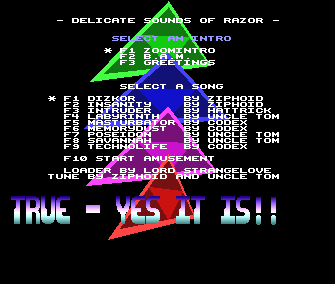 - DELICATE SOUNDS OF RAZOR -
SELECT AN INTRO
* F1 ZOOMINTRO
F2 B.A.M.
F3 GREETINGS
SELECT A SONG
* F1 DIZKOR BY ZIPHOID
F2 INSANITY BY ZIPHOID
F3 INTRUDER BY HATTRICK
F4 LABYRINTH BY UNCLE TOM
F5 MASTURBATOR BY CODEX
F6 MEMORYDUST BY CODEX
F7 POSEIDON BY UNCLE TOM
F8 SAVANNAH BY UNCLE TOM
F9 TECHNOLIFE BY CODEX
F10 START AMUSEMENT
LOADER BY LORD STRANGELOVE
TUNE BY ZIPHOID AND UNCLE TOM
TRUE - YES IT IS!!